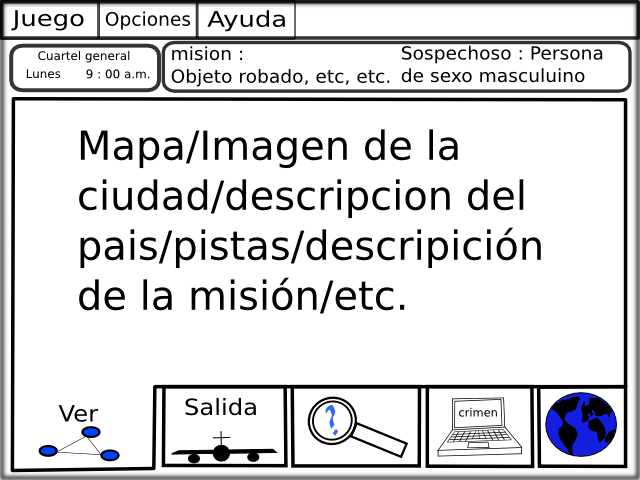 Juego
Opciones
Ayuda
Cuartel general
Lunes 9 : 00 a.m.
mision :
Objeto robado, etc, etc.
Sospechoso : Persona
de sexo masculuino
Mapa/Imagen de la
ciudad/descripcion del
pais/pistas/descripición
de la misión/etc.
Ver
Salida
?
crimen